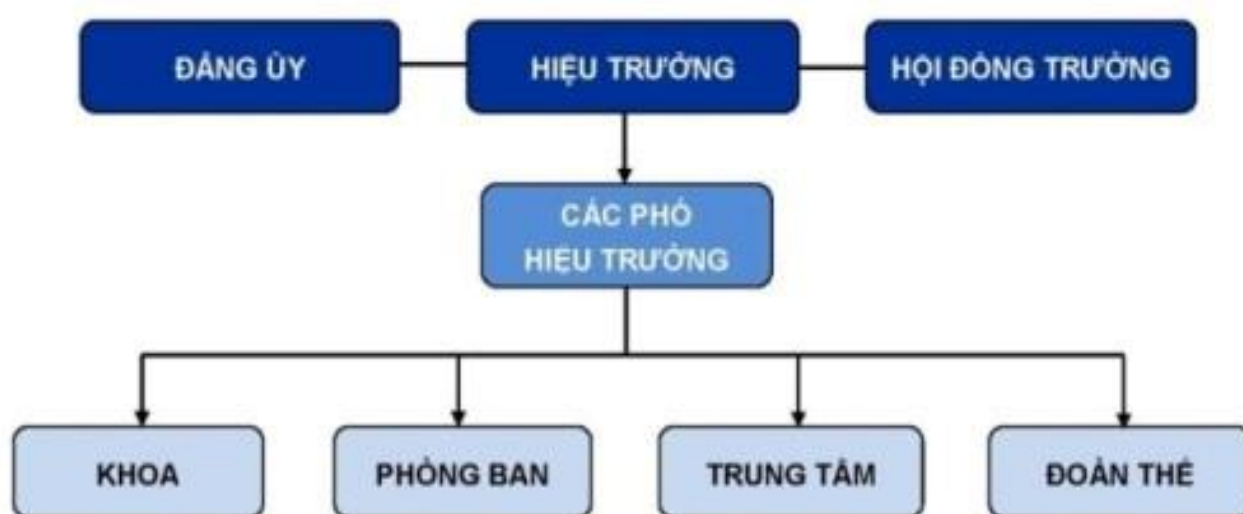 ĐẢNG ỦY
HIỆU TRƯỞNG
HỘI ĐỒNG TRƯỜNG
CÁC PHÓ
HIỆU TRƯỞNG
KHOA
PHÒNG BAN
TRUNG TÂM
ĐOÀN THỂ